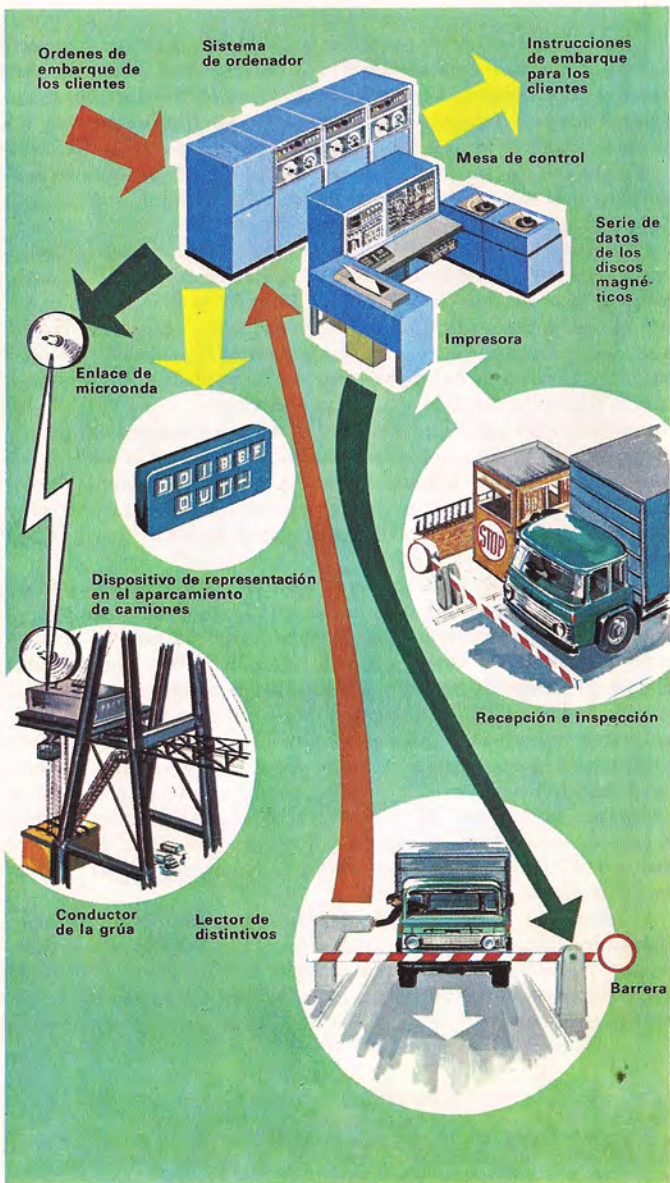 Ordenes de
embarque de
los clientes
Sistema
de ordenador
Instrucciones
de embarque
para los
clientes
Mesa de control
Serie de
datos
de los
discos
magné-
ticos
Impresora
Enlace de
microonda
Dispositivo de representación
en el aparcamiento
de camiones
STOP
Recepción e inspección
Conductor
de la grúa
Lector de
distintivos
Barrera